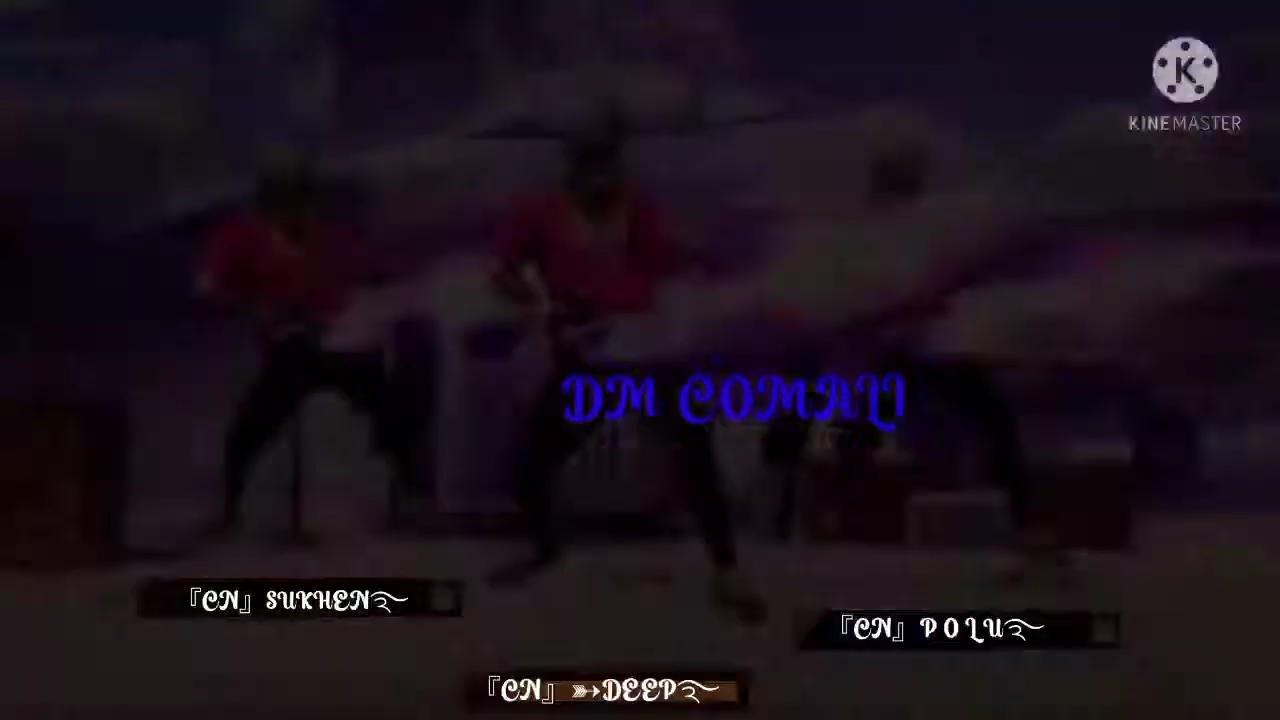 K
KINEMASTER
DM COMALI
『CN』SUKHEN࿐
『CN』P O L U࿐
『CN』➳DEEP࿐